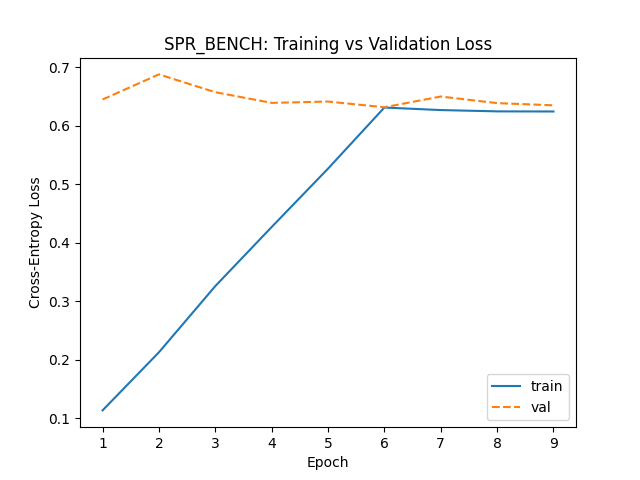 SPR_BENCH: Training vs Validation Loss
0.7
0.6
0.5
0.4
0.3
0.2
0.1
Cross-Entropy Loss
train
val
1 2 3 4 5 6 7 8 9
Epoch